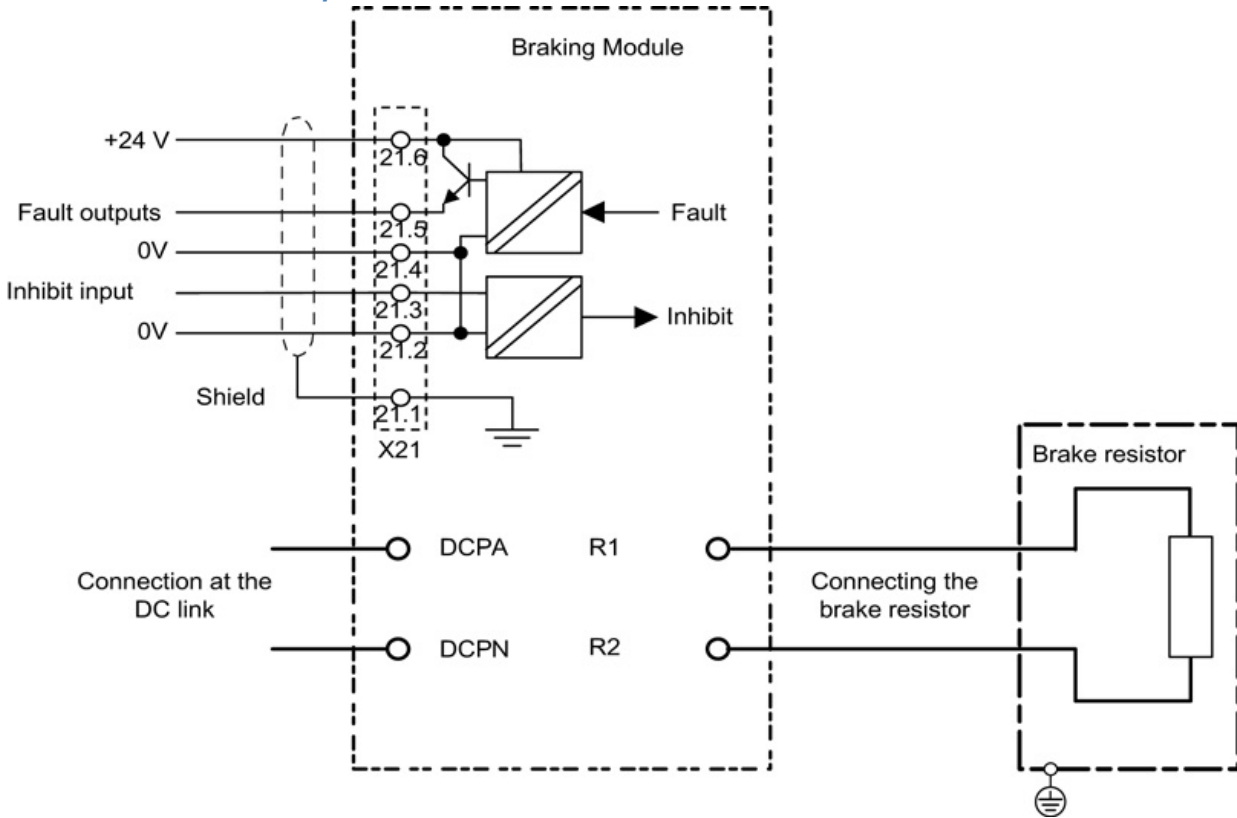 Braking Module
+24 V
21.6
Fault outputs
21.5
Fault
0V
21.4
Inhibit input
21.3
Inhibit
0V
21.2
Shield
21.1
X21
Brake resistor
DCPA
R1
Connection at the
DC link
Connecting the
brake resistor
DCPN
R2